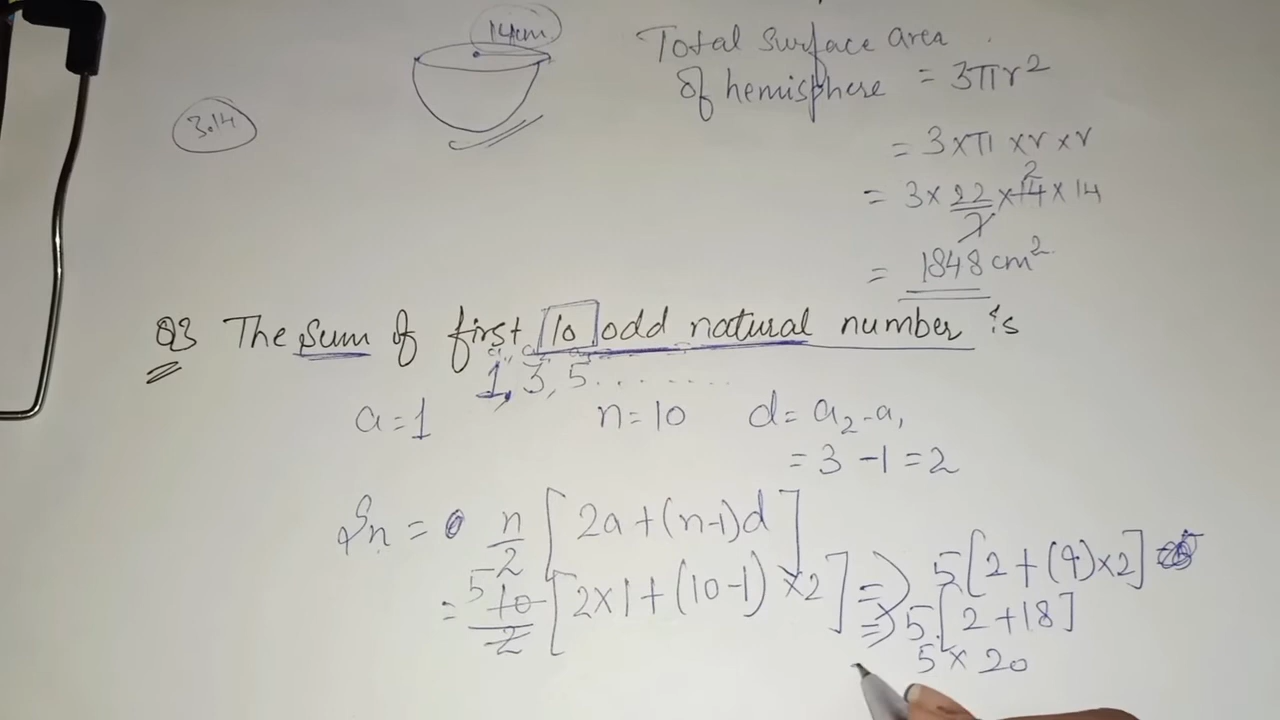 14cm
Total surface area
of hemisphere = 3πr²
3.14
= 3×π×r×r
= 3×22/7×14×14
2
= 1848 cm²
Q3 The sum of first 10 odd natural number is
1, 3, 5........
a=1 n=10 d=a₂-a₁
= 3-1=2
Sn = n/2 [2a+(n-1)d]
= 10/2 [2×1+(10-1)×2] => 5[2+(9)×2]
5
=> 5[2+18]
5×20